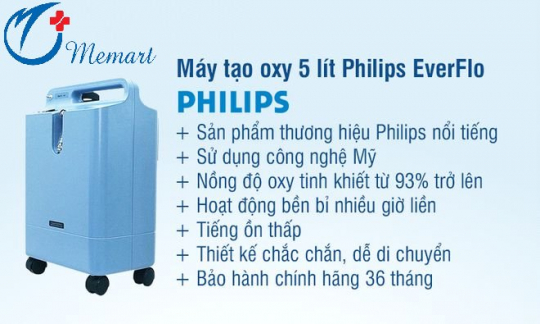 Memart
Máy tạo oxy 5 lít Philips EverFlo
PHILIPS
+ Sản phẩm thương hiệu Philips nổi tiếng
+ Sử dụng công nghệ Mỹ
+ Nồng độ oxy tinh khiết từ 93% trở lên
+ Hoạt động bền bỉ nhiều giờ liền
+ Tiếng ồn thấp
+ Thiết kế chắc chắn, dễ di chuyển
+ Bảo hành chính hãng 36 tháng